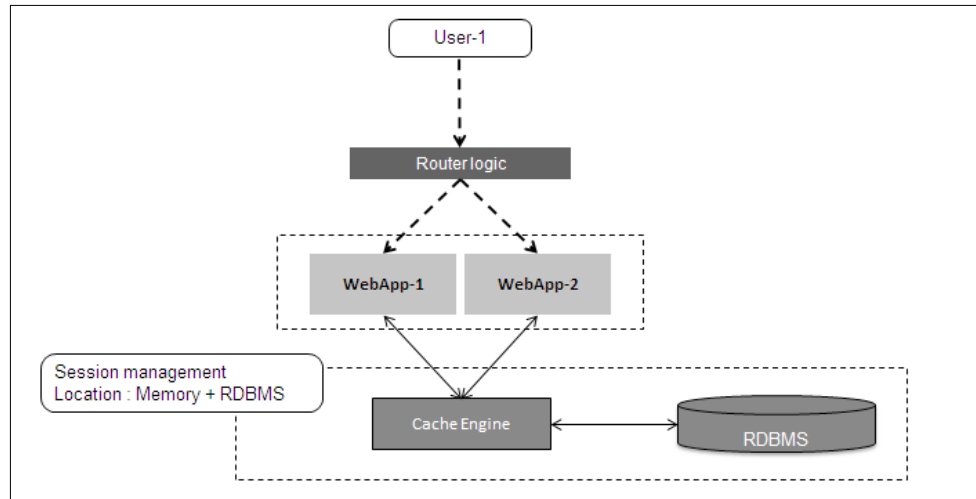 User-1
Router logic
WebApp-1
WebApp-2
Session management
Location : Memory + RDBMS
Cache Engine
RDBMS